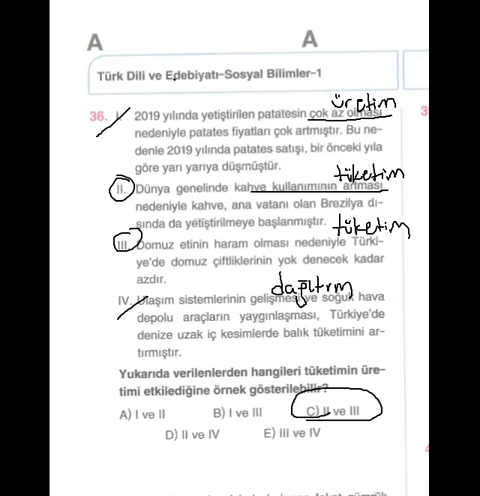 A
A
Türk Dili ve Edebiyatı–Sosyal Bilimler–1
üretim
36. I. 2019 yılında yetiştirilen patatesin çok az olması
nedeniyle patates fiyatları çok artmıştır. Bu ne-
denle 2019 yılında patates satışı, bir önceki yıla
göre yarı yarıya düşmüştür.
tüketim
II. Dünya genelinde kahve kullanımının artması
nedeniyle kahve, ana vatanı olan Brezilya dı-
şında da yetiştirilmeye başlanmıştır.
tüketim
III. Domuz etinin haram olması nedeniyle Türki-
ye'de domuz çiftliklerinin yok denecek kadar
azdır.
dağıtım
IV. Ulaşım sistemlerinin gelişmesi ve soğuk hava
depolu araçların yaygınlaşması, Türkiye'de
denize uzak iç kesimlerde balık tüketimini ar-
tırmıştır.
Yukarıda verilenlerden hangileri tüketimin üre-
timi etkilediğine örnek gösterilebilir?
A) I ve II B) I ve III C) II ve III
D) II ve IV E) III ve IV